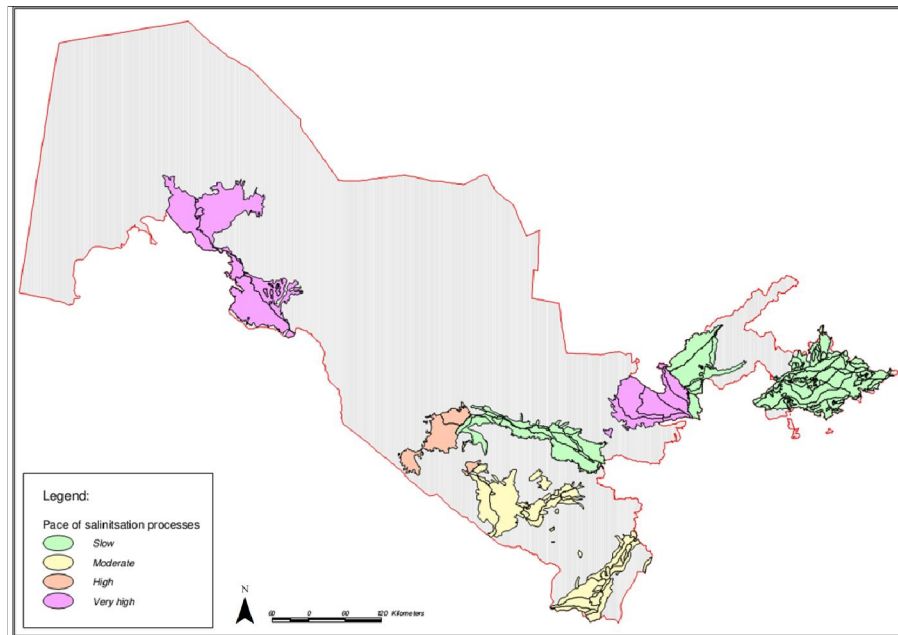 Legend:
Pace of salinitsation processes
Slow
Moderate
High
Very high
N
60 0 60 120 Kilometers